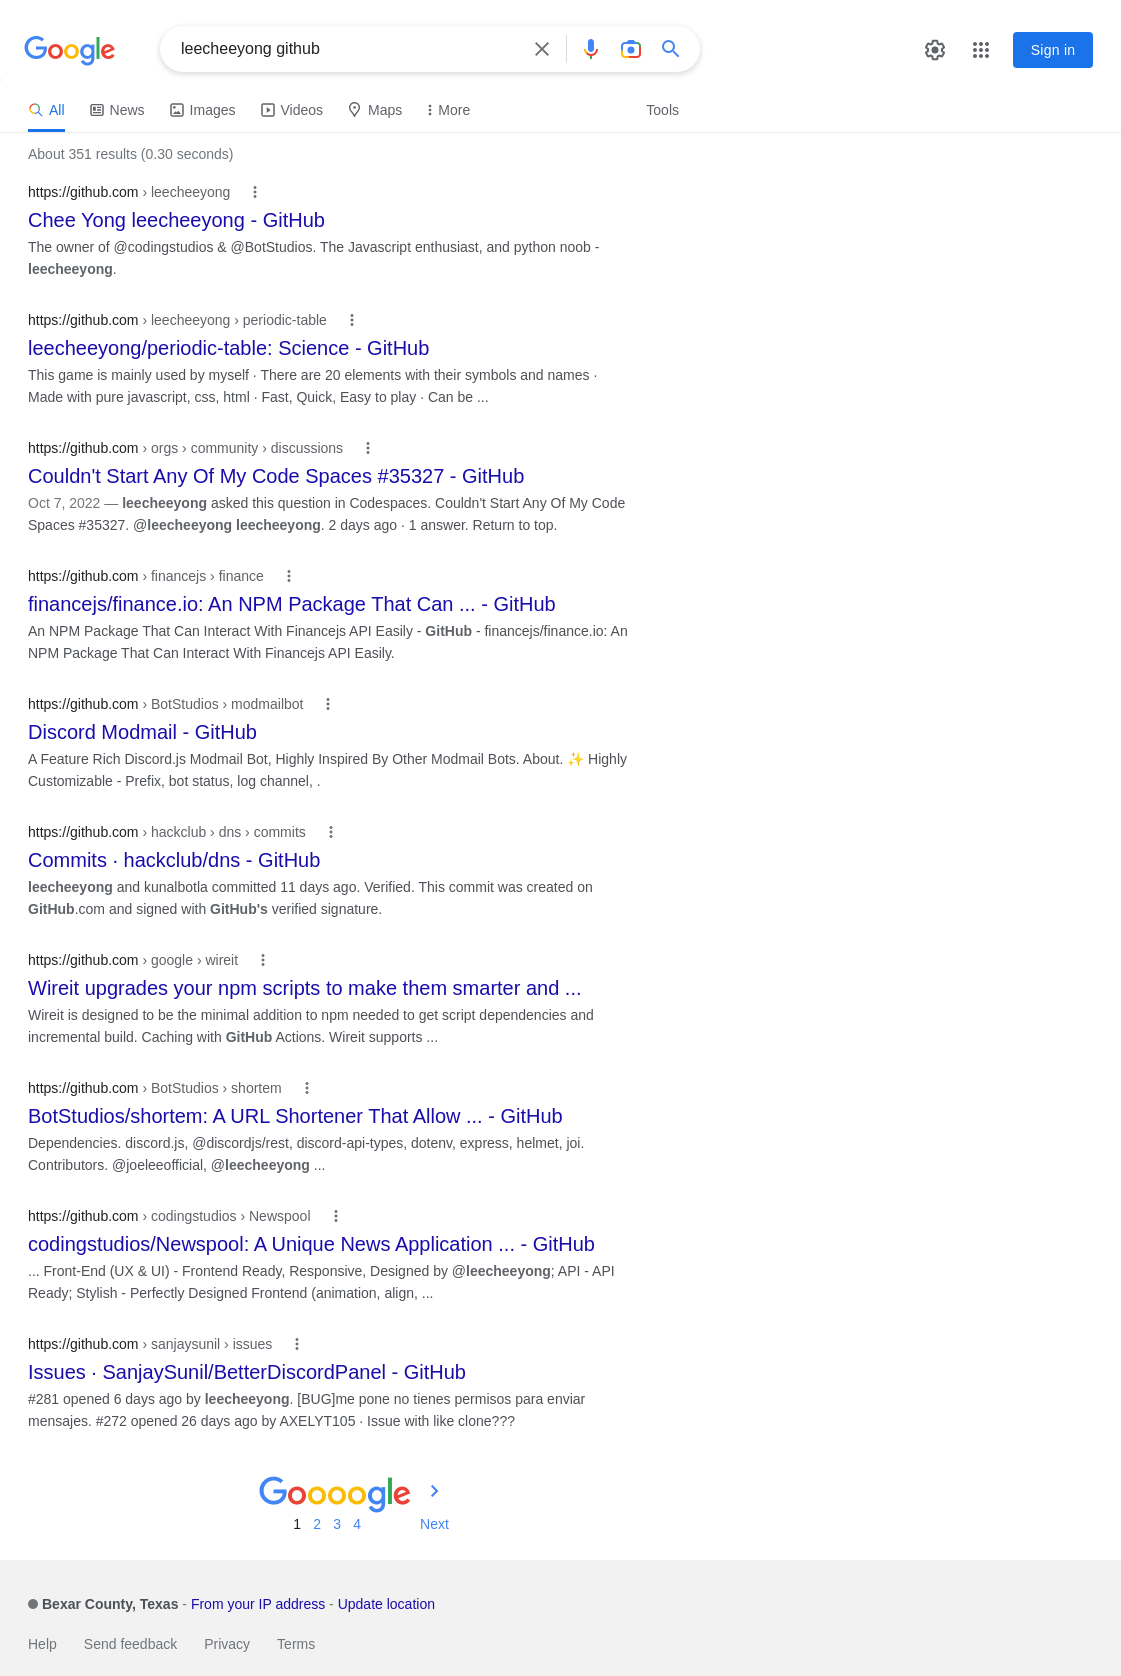 Google
leecheeyong github
Sign in
All
News
Images
Videos
Maps
More
Tools
About 351 results (0.30 seconds)
https://github.com › leecheeyong
Chee Yong leecheeyong - GitHub
The owner of @codingstudios & @BotStudios. The Javascript enthusiast, and python noob -
leecheeyong.
https://github.com › leecheeyong › periodic-table
leecheeyong/periodic-table: Science - GitHub
This game is mainly used by myself · There are 20 elements with their symbols and names ·
Made with pure javascript, css, html · Fast, Quick, Easy to play · Can be ...
https://github.com › orgs › community › discussions
Couldn't Start Any Of My Code Spaces #35327 - GitHub
Oct 7, 2022 — leecheeyong asked this question in Codespaces. Couldn't Start Any Of My Code
Spaces #35327. @leecheeyong leecheeyong. 2 days ago · 1 answer. Return to top.
https://github.com › financejs › finance
financejs/finance.io: An NPM Package That Can ... - GitHub
An NPM Package That Can Interact With Financejs API Easily - GitHub - financejs/finance.io: An
NPM Package That Can Interact With Financejs API Easily.
https://github.com › BotStudios › modmailbot
Discord Modmail - GitHub
A Feature Rich Discord.js Modmail Bot, Highly Inspired By Other Modmail Bots. About. ✨ Highly
Customizable - Prefix, bot status, log channel, .
https://github.com › hackclub › dns › commits
Commits · hackclub/dns - GitHub
leecheeyong and kunalbotla committed 11 days ago. Verified. This commit was created on
GitHub.com and signed with GitHub's verified signature.
https://github.com › google › wireit
Wireit upgrades your npm scripts to make them smarter and ...
Wireit is designed to be the minimal addition to npm needed to get script dependencies and
incremental build. Caching with GitHub Actions. Wireit supports ...
https://github.com › BotStudios › shortem
BotStudios/shortem: A URL Shortener That Allow ... - GitHub
Dependencies. discord.js, @discordjs/rest, discord-api-types, dotenv, express, helmet, joi.
Contributors. @joeleeofficial, @leecheeyong ...
https://github.com › codingstudios › Newspool
codingstudios/Newspool: A Unique News Application ... - GitHub
... Front-End (UX & UI) - Frontend Ready, Responsive, Designed by @leecheeyong; API - API
Ready; Stylish - Perfectly Designed Frontend (animation, align, ...
https://github.com › sanjaysunil › issues
Issues · SanjaySunil/BetterDiscordPanel - GitHub
#281 opened 6 days ago by leecheeyong. [BUG]me pone no tienes permisos para enviar
mensajes. #272 opened 26 days ago by AXELYT105 · Issue with like clone???
Goooogle
1 2 3 4 Next
Bexar County, Texas - From your IP address - Update location
Help Send feedback Privacy Terms